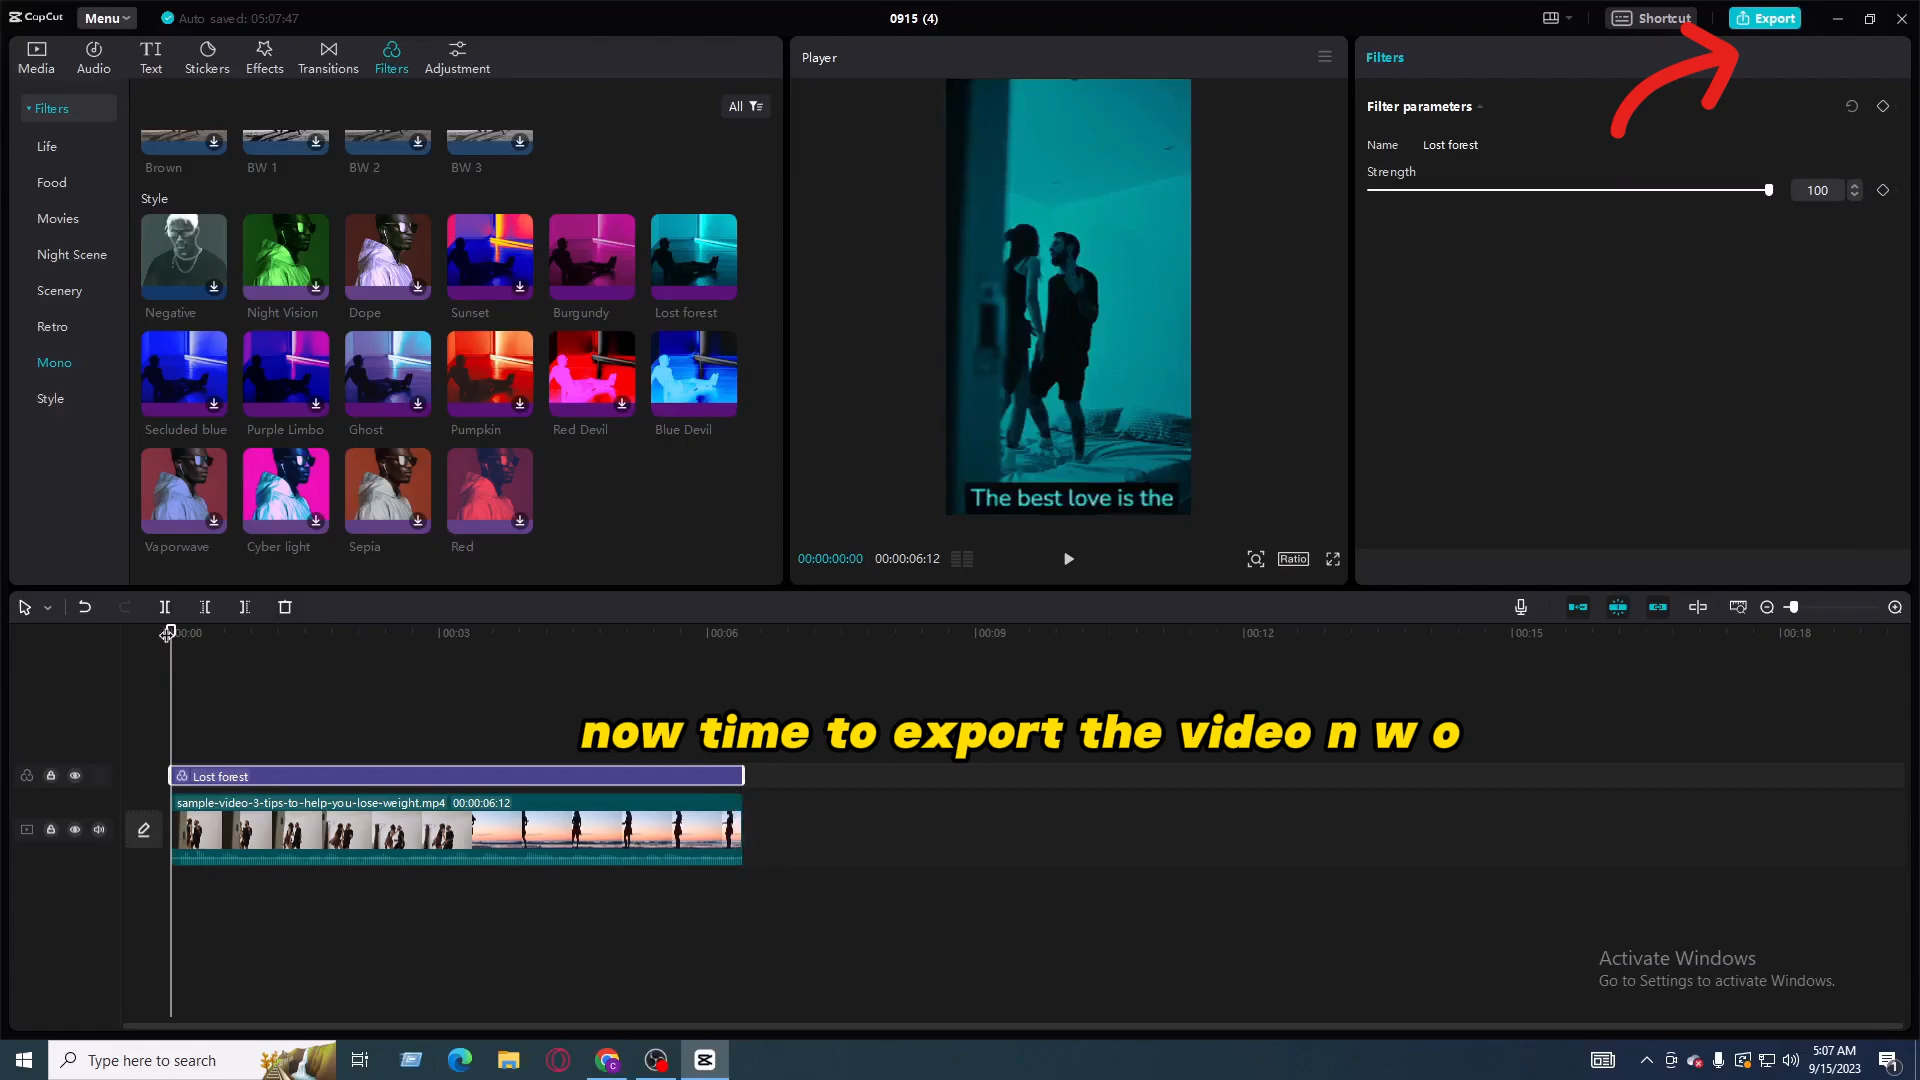 CapCut
Menu
Auto saved: 05:07:47
0915 (4)
Shortcut
Export
Media
Audio
TI
Text
Stickers
Effects
Transitions
Filters
Adjustment
Player
Filters
Filters
Life
Food
Movies
Night Scene
Scenery
Retro
Mono
Style
All
Brown
BW 1
BW 2
BW 3
Style
Negative
Night Vision
Dope
Sunset
Burgundy
Lost forest
Secluded blue
Purple Limbo
Ghost
Pumpkin
Red Devil
Blue Devil
Vaporwave
Cyber light
Sepia
Red
The best love is the
00:00:00:00
00:00:06:12
Ratio
Filter parameters
Name
Lost forest
Strength
100
00:00
00:03
00:06
00:09
00:12
00:15
00:18
now time to export the video n w o
Lost forest
sample-video-3-tips-to-help-you-lose-weight.mp4 00:00:06:12
Activate Windows
Go to Settings to activate Windows.
Type here to search
5:07 AM
9/15/2023
1